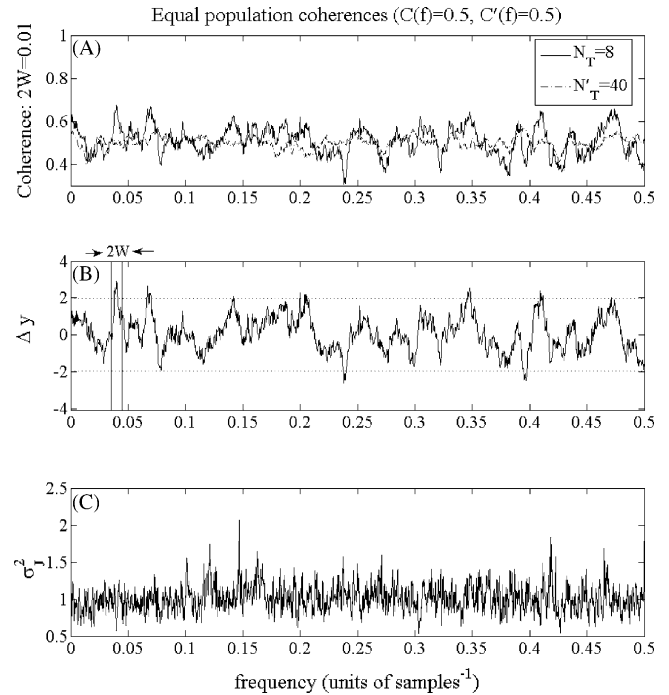 Equal population coherences (C(f)=0.5, C'(f)=0.5)
(A)
Coherence: 2W=0.01
1
0.8
0.6
0.4
N_T=8
N'_T=40
0 0.05 0.1 0.15 0.2 0.25 0.3 0.35 0.4 0.45 0.5
2W
(B)
Δ y
4
2
0
-2
-4
0 0.05 0.1 0.15 0.2 0.25 0.3 0.35 0.4 0.45 0.5
(C)
σ_J^2
2.5
2
1.5
1
0.5
0 0.05 0.1 0.15 0.2 0.25 0.3 0.35 0.4 0.45 0.5
frequency (units of samples^-1)